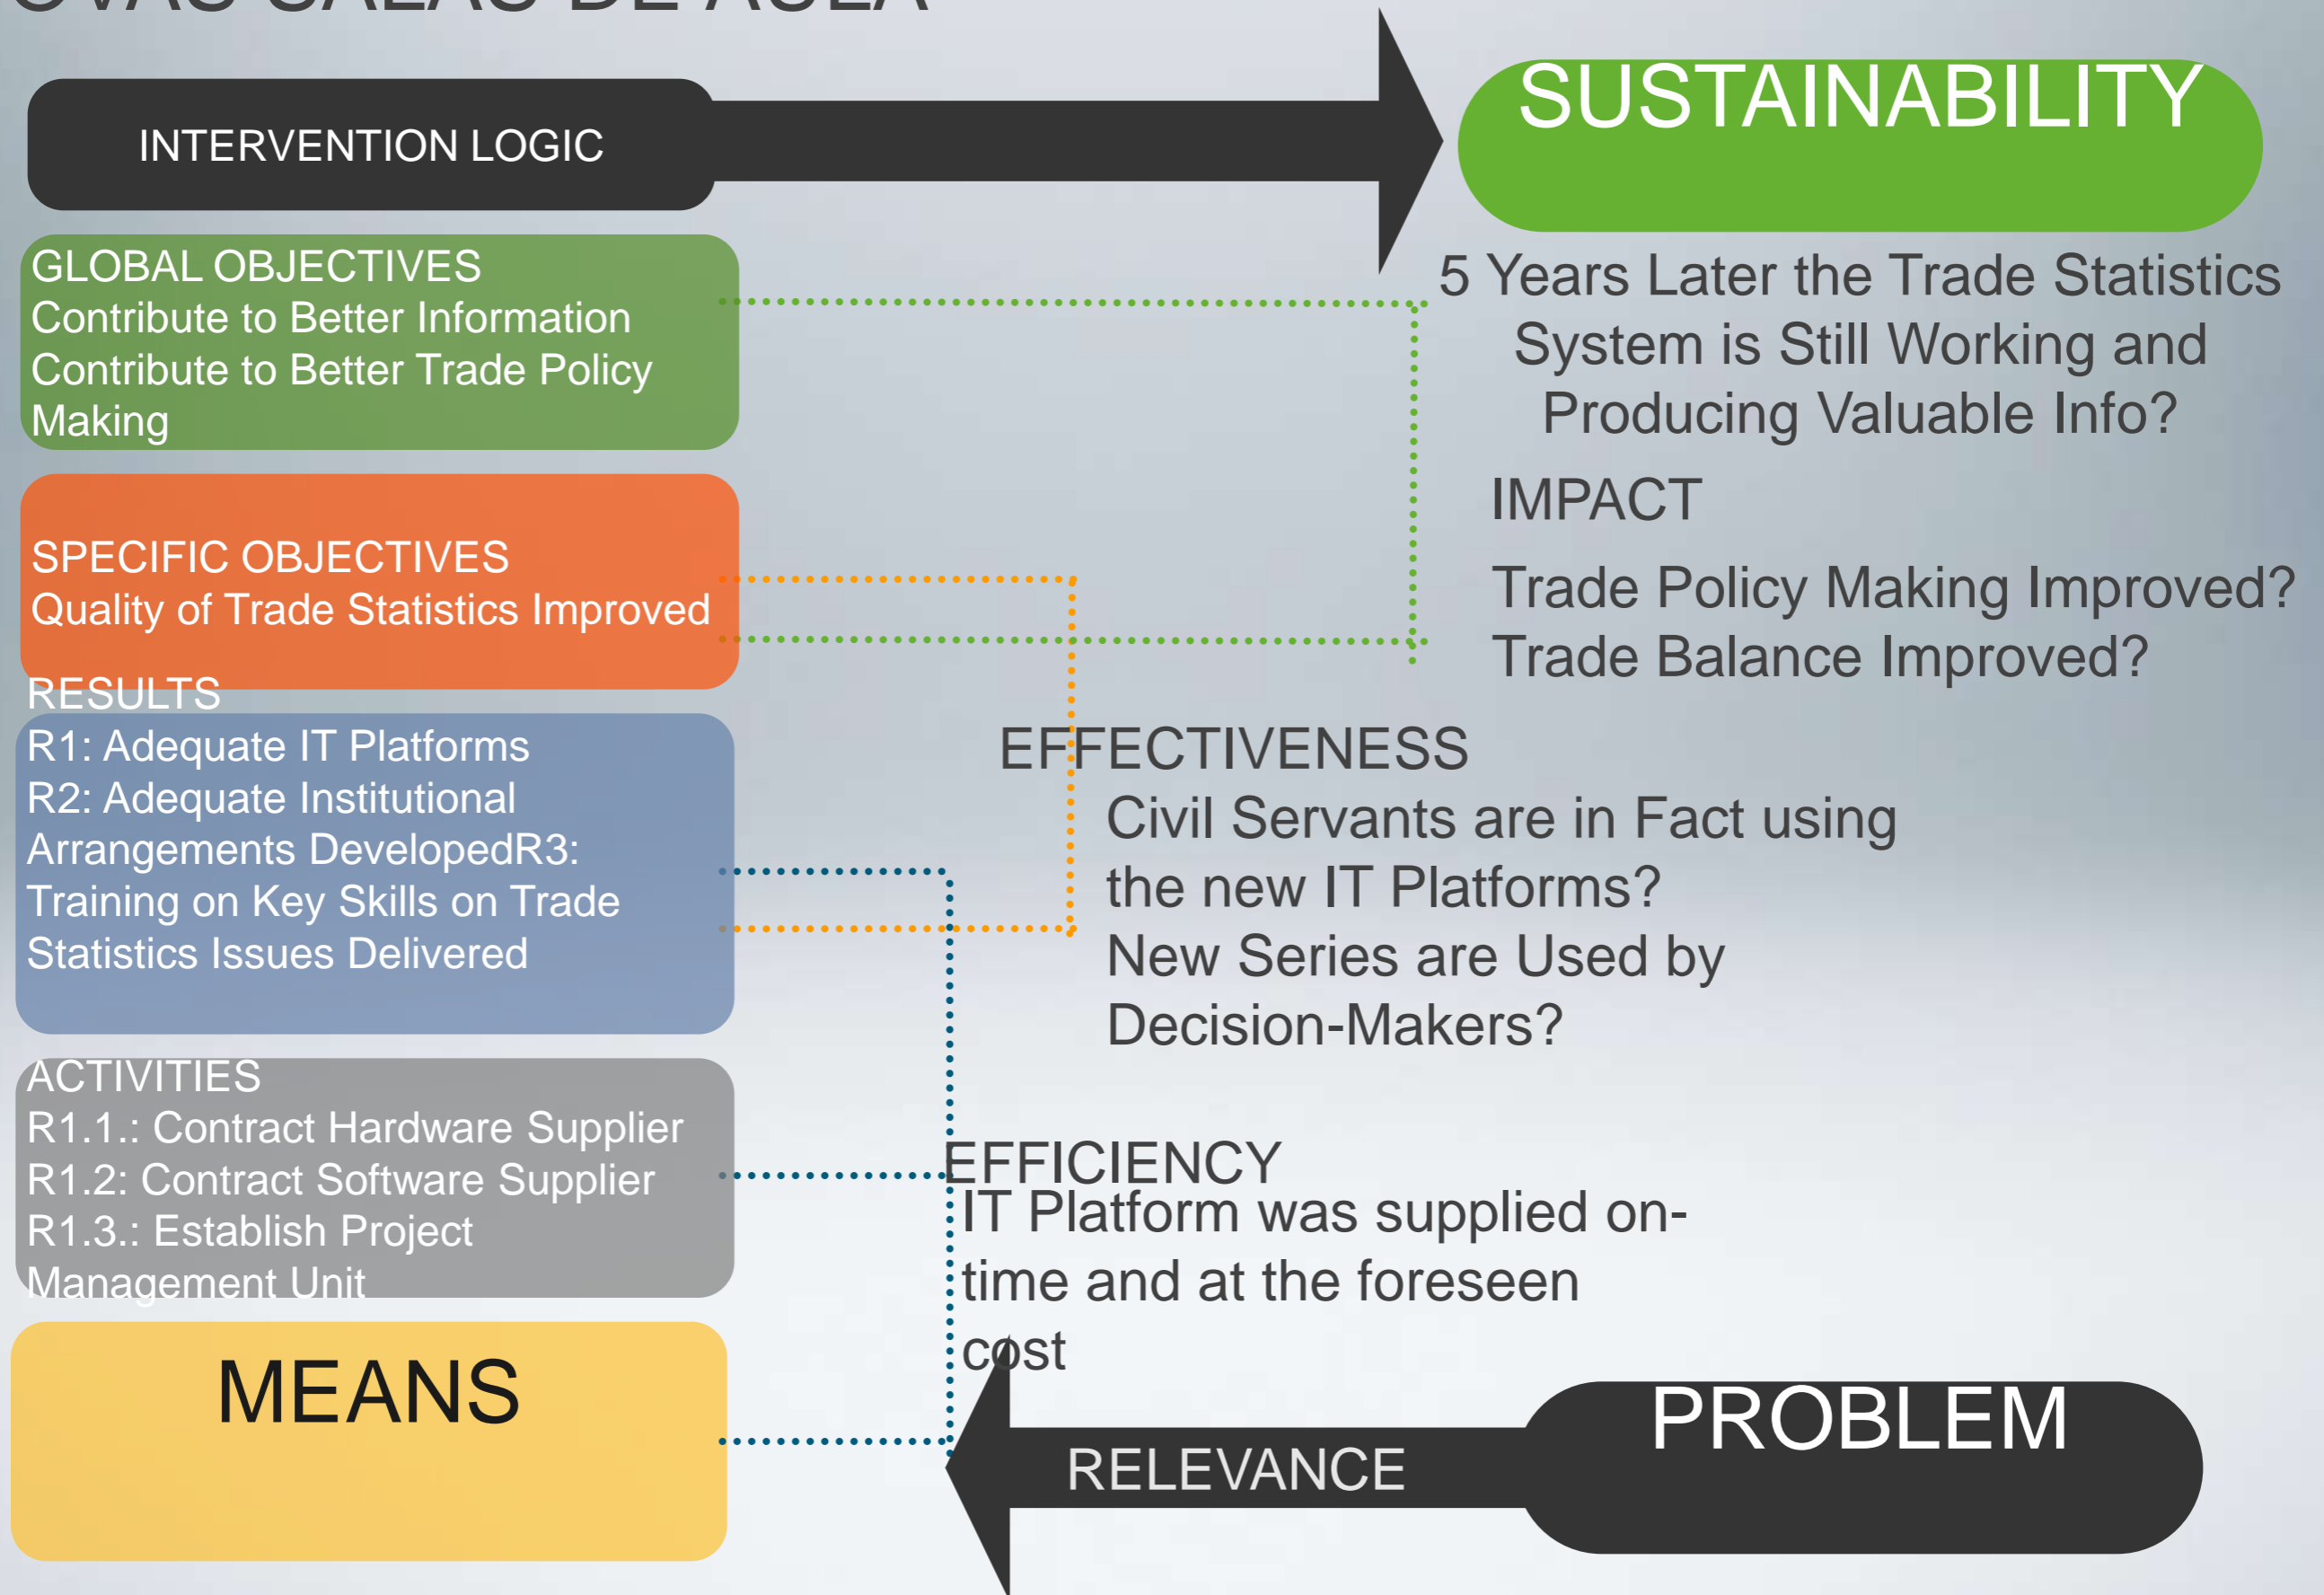 SALAS DE AULA
INTERVENTION LOGIC
SUSTAINABILITY
GLOBAL OBJECTIVES
Contribute to Better Information
Contribute to Better Trade Policy
Making
5 Years Later the Trade Statistics
System is Still Working and
Producing Valuable Info?
SPECIFIC OBJECTIVES
Quality of Trade Statistics Improved
IMPACT
Trade Policy Making Improved?
Trade Balance Improved?
RESULTS
R1: Adequate IT Platforms
R2: Adequate Institutional
Arrangements DevelopedR3:
Training on Key Skills on Trade
Statistics Issues Delivered
EFFECTIVENESS
Civil Servants are in Fact using
the new IT Platforms?
New Series are Used by
Decision-Makers?
ACTIVITIES
R1.1.: Contract Hardware Supplier
R1.2: Contract Software Supplier
R1.3.: Establish Project
Management Unit
EFFICIENCY
IT Platform was supplied on-
time and at the foreseen
cost
MEANS
RELEVANCE
PROBLEM